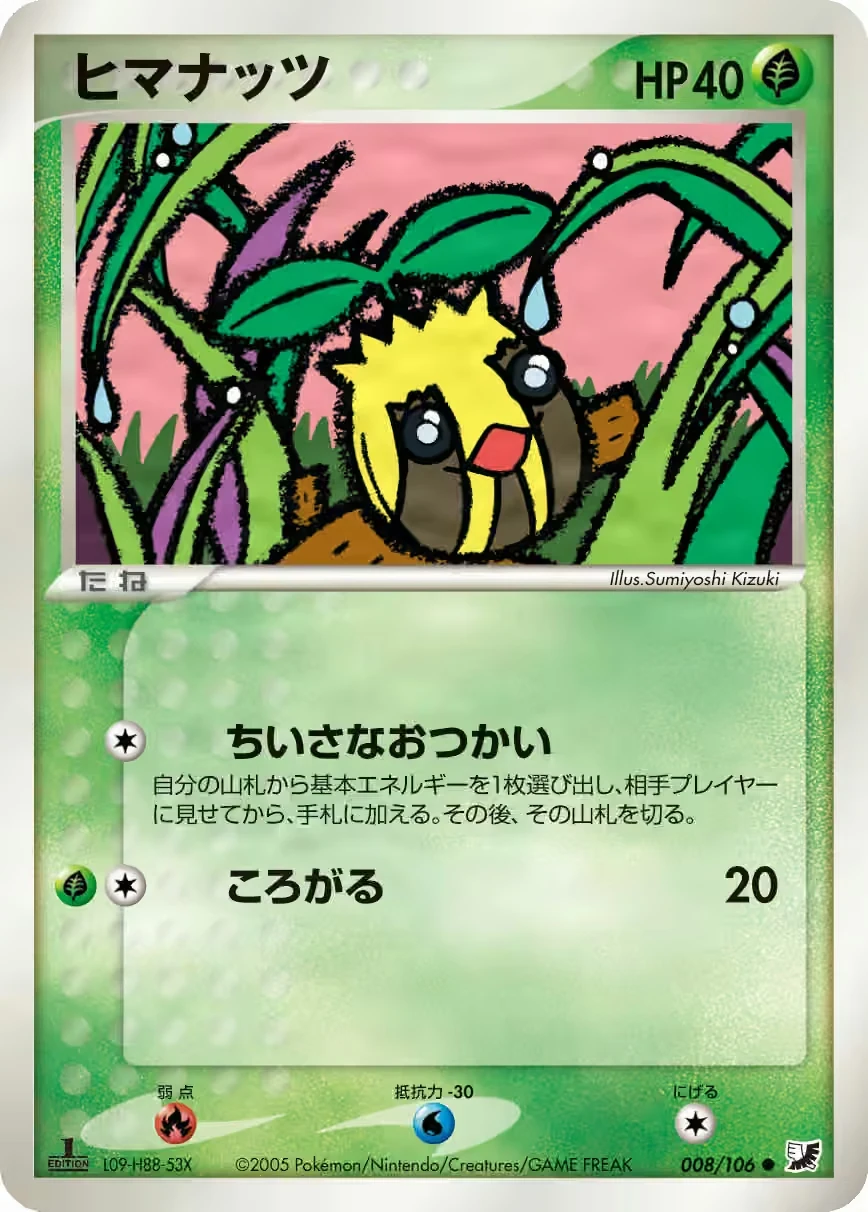 ヒマナッツ HP40
たね Illus.Sumiyoshi Kizuki
ちいさなおつかい
自分の山札から基本エネルギーを1枚選び出し、相手プレイヤー
に見せてから、手札に加える。その後、その山札を切る。
ころがる 20
弱点 抵抗力-30 にげる
1 EDITION L09-H88-53X ©2005 Pokémon/Nintendo/Creatures/GAME FREAK 008/106